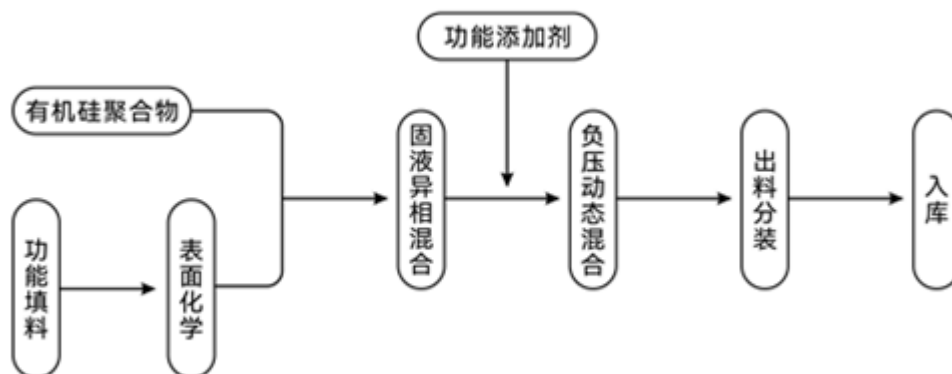 功能添加剂
有机硅聚合物
功能填料
表面化学
固液异相混合
负压动态混合
出料分装
入库